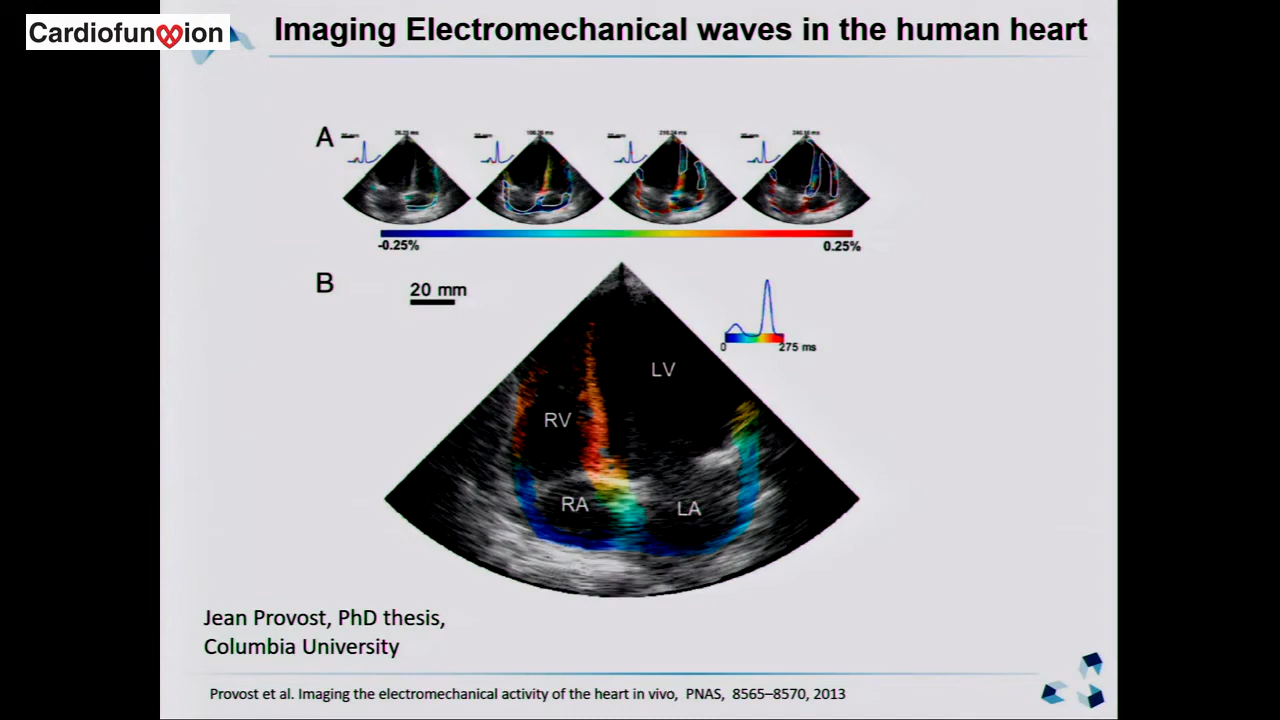 CardiofunXion
Imaging Electromechanical waves in the human heart
A
-0.25%
0.25%
B
20 mm
0
275 ms
LV
RV
RA
LA
Jean Provost, PhD thesis,
Columbia University
Provost et al. Imaging the electromechanical activity of the heart in vivo, PNAS, 8565–8570, 2013